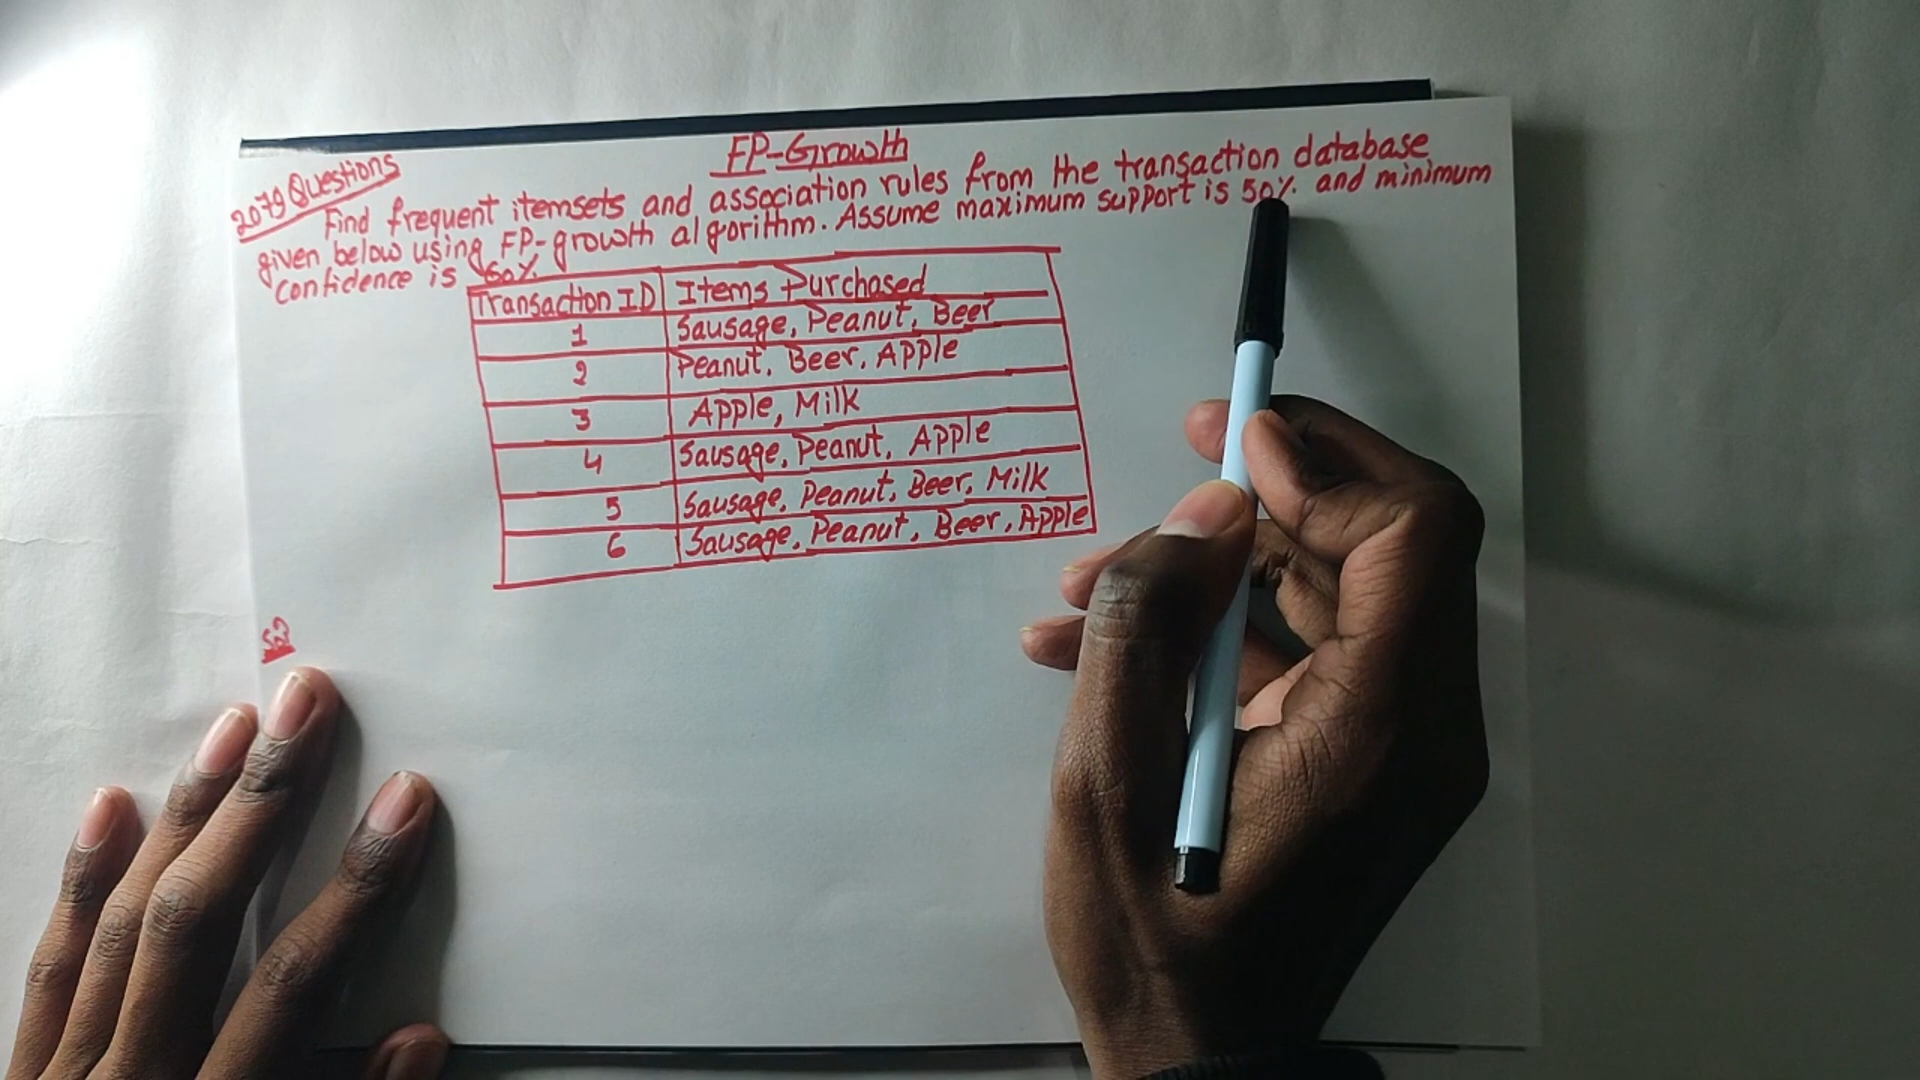 FP-Growth
2079 Questions
Find frequent itemsets and association rules from the transaction database
given below using FP-growth algorithm. Assume maximum support is 50% and minimum
confidence is 60%.
Transaction ID Items Purchased
1 Sausage, Peanut, Beer
2 Peanut, Beer, Apple
3 Apple, Milk
4 Sausage, Peanut, Apple
5 Sausage, Peanut, Beer, Milk
6 Sausage, Peanut, Beer, Apple